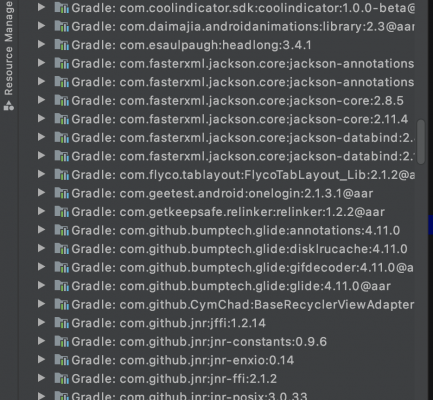 Resource Manage
Gradle: com.coolindicator.sdk:coolindicator:1.0.0-beta@
Gradle: com.daimajia.androidanimations:library:2.3@aar
Gradle: com.esaulpaugh:headlong:3.4.1
Gradle: com.fasterxml.jackson.core:jackson-annotations
Gradle: com.fasterxml.jackson.core:jackson-annotations
Gradle: com.fasterxml.jackson.core:jackson-core:2.8.5
Gradle: com.fasterxml.jackson.core:jackson-core:2.11.4
Gradle: com.fasterxml.jackson.core:jackson-databind:2.
Gradle: com.fasterxml.jackson.core:jackson-databind:2.
Gradle: com.flyco.tablayout:FlycoTabLayout_Lib:2.1.2@a
Gradle: com.geetest.android:onelogin:2.1.3.1@aar
Gradle: com.getkeepsafe.relinker:relinker:1.2.2@aar
Gradle: com.github.bumptech.glide:annotations:4.11.0
Gradle: com.github.bumptech.glide:disklrucache:4.11.0
Gradle: com.github.bumptech.glide:gifdecoder:4.11.0@a
Gradle: com.github.bumptech.glide:glide:4.11.0@aar
Gradle: com.github.CymChad:BaseRecyclerViewAdapter
Gradle: com.github.jnr:jffi:1.2.14
Gradle: com.github.jnr:jnr-constants:0.9.6
Gradle: com.github.jnr:jnr-enxio:0.14
Gradle: com.github.jnr:jnr-ffi:2.1.2
Gradle: com.github.jnr:jnr-posix:3.0.33